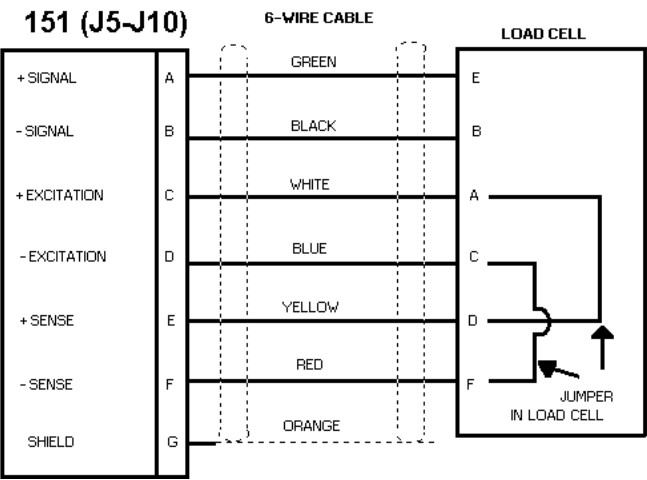 151 (J5-J10)
6-WIRE CABLE
LOAD CELL
+ SIGNAL A GREEN E
- SIGNAL B BLACK B
+ EXCITATION C WHITE A
- EXCITATION D BLUE C
+ SENSE E YELLOW D
- SENSE F RED F
JUMPER
IN LOAD CELL
SHIELD G ORANGE